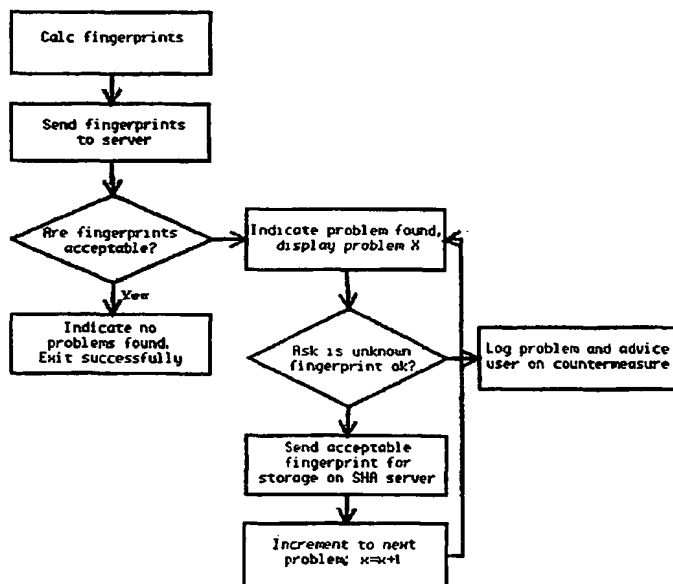 Calc fingerprints
Send fingerprints
to server
Are fingerprints
acceptable?
Yes
Indicate no
problems found.
Exit successfully
Indicate problem found,
display problem X
Ask is unknown
fingerprint ok?
Log problem and advice
user on countermeasure
Send acceptable
fingerprint for
storage on SHA server
Increment to next
problem; x=x+1